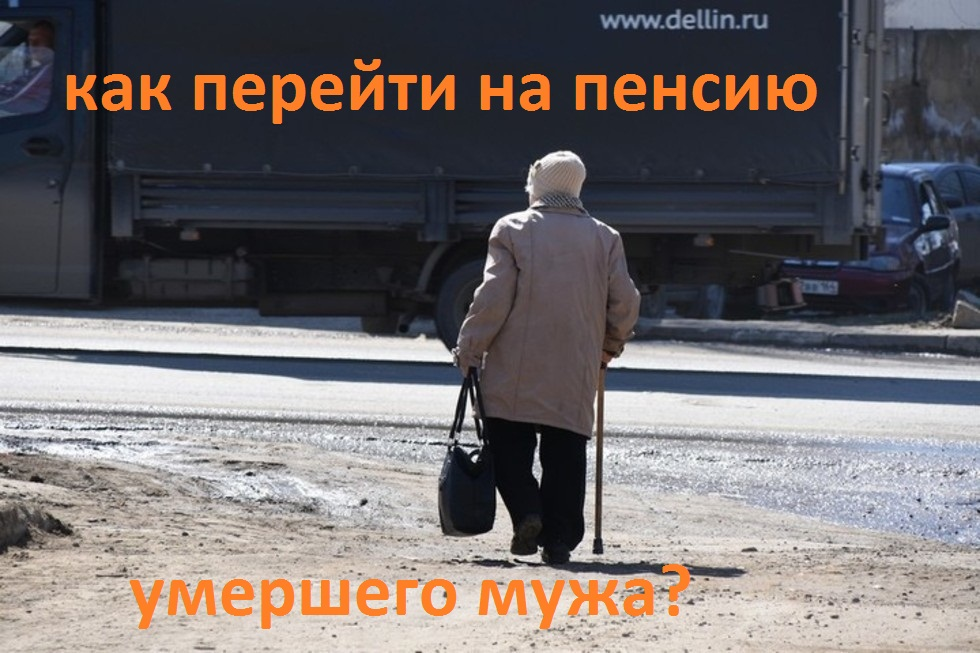 www.dellin.ru
как перейти на пенсию
умершего мужа?